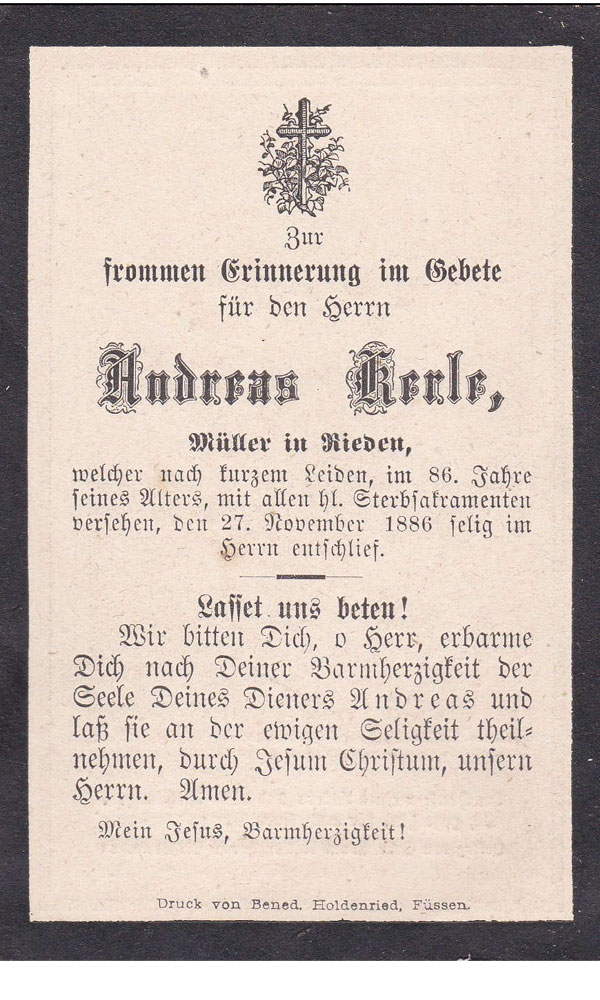 Zur
frommen Erinnerung im Gebete
für den Herrn
Andreas Kerle,
Müller in Rieden,
welcher nach kurzem Leiden, im 86. Jahre
seines Alters, mit allen hl. Sterbsakramenten
versehen, den 27. November 1886 selig im
Herrn entschlief.
Lasset uns beten!
Wir bitten Dich, o Herr, erbarme
Dich nach Deiner Barmherzigkeit der
Seele Deines Dieners Andreas und
laß sie an der ewigen Seligkeit theil-
nehmen, durch Jesum Christum, unsern
Herrn. Amen.
Mein Jesus, Barmherzigkeit!
Druck von Bened. Holdenried, Füssen.